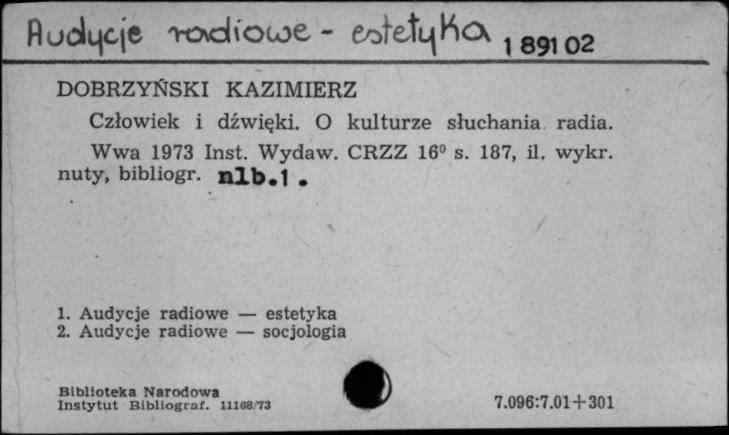 Audycje radiowe - estetyka 1 891 02
DOBRZYŃSKI KAZIMIERZ
Człowiek i dźwięki. O kulturze słuchania radia.
Wwa 1973 Inst. Wydaw. CRZZ 16⁰ s. 187, il. wykr.
nuty, bibliogr. nlb.1.
1. Audycje radiowe — estetyka
2. Audycje radiowe — socjologia
Biblioteka Narodowa
Instytut Bibliograf. 11168/73
7.096:7.01+301